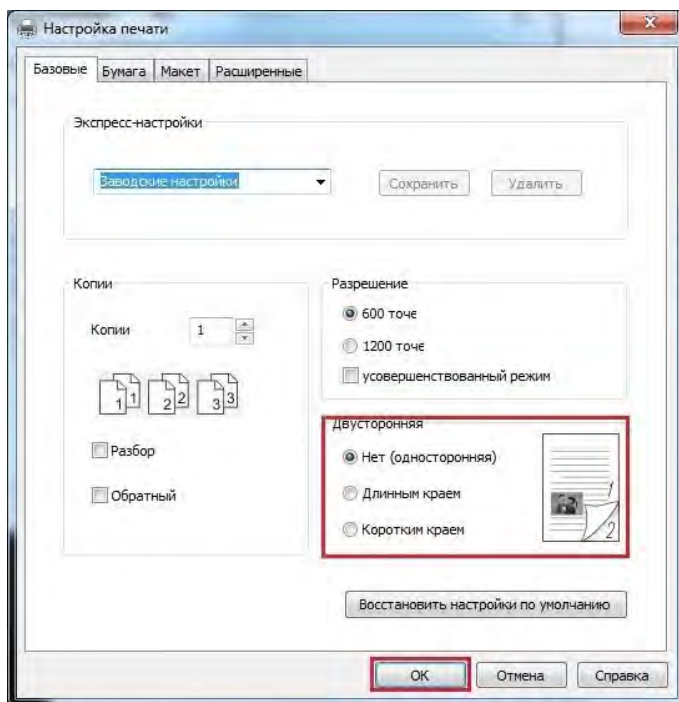 Настройка печати
Базовые Бумага Макет Расширенные
Экспресс-настройки
Заводские настройки Сохранить Удалить
Копии
Копии 1
1 1 2 2 3 3
Разбор
Обратный
Разрешение
600 точе
1200 точе
усовершенствованный режим
Двусторонняя
Нет (односторонняя)
Длинным краем
Коротким краем
1
2
Восстановить настройки по умолчанию
OK Отмена Справка